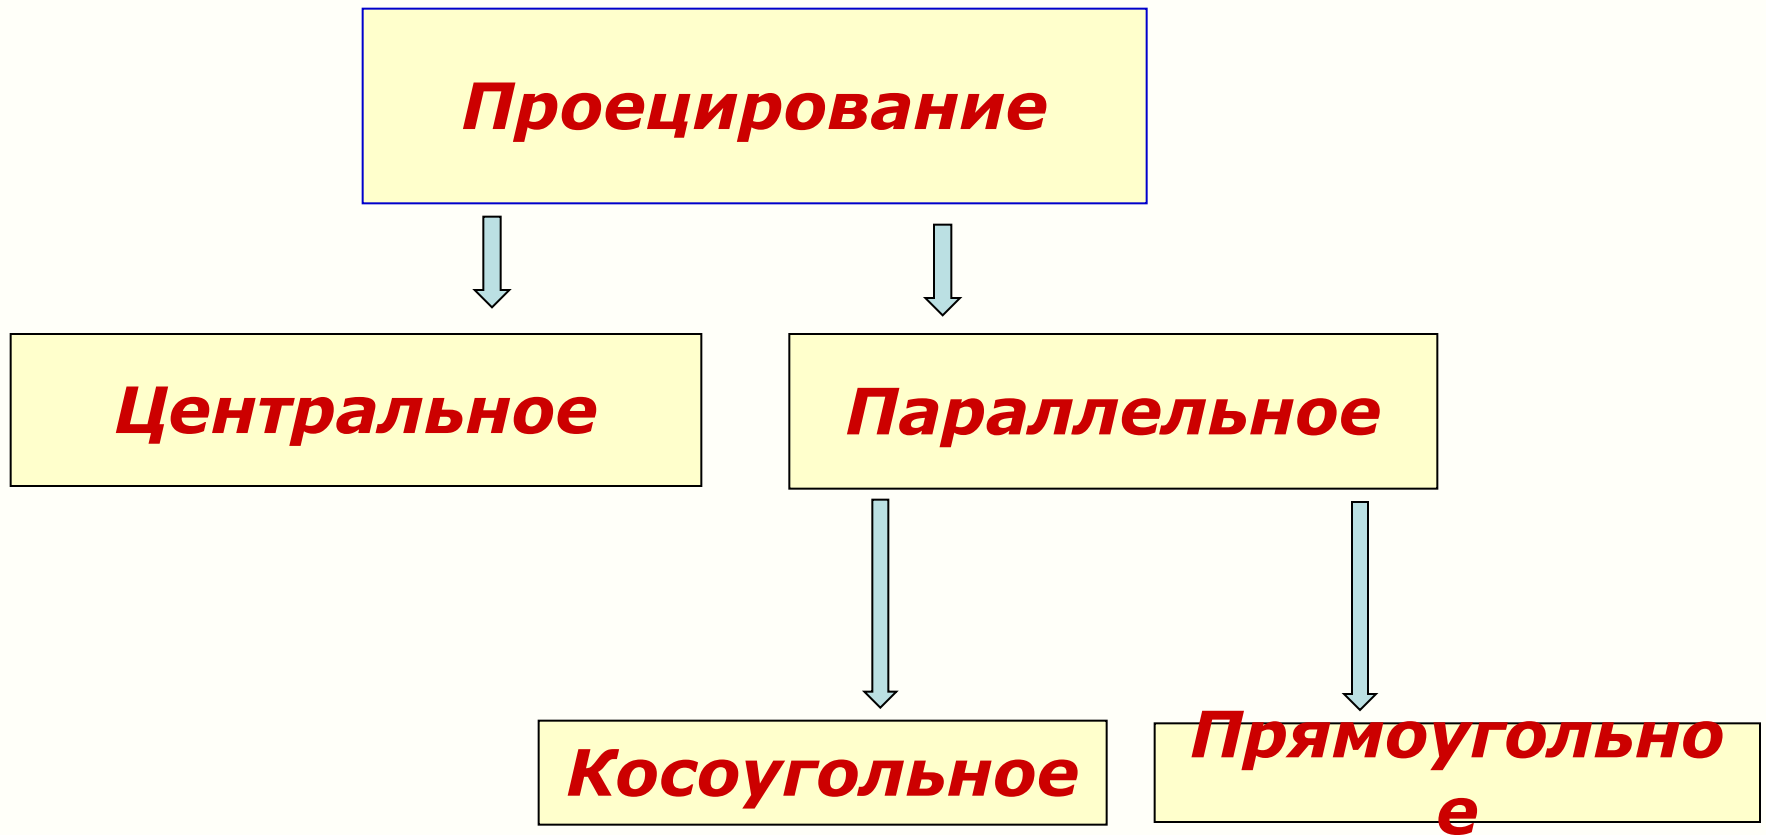 Проецирование
Центральное
Параллельное
Косоугольное
Прямоугольно
е